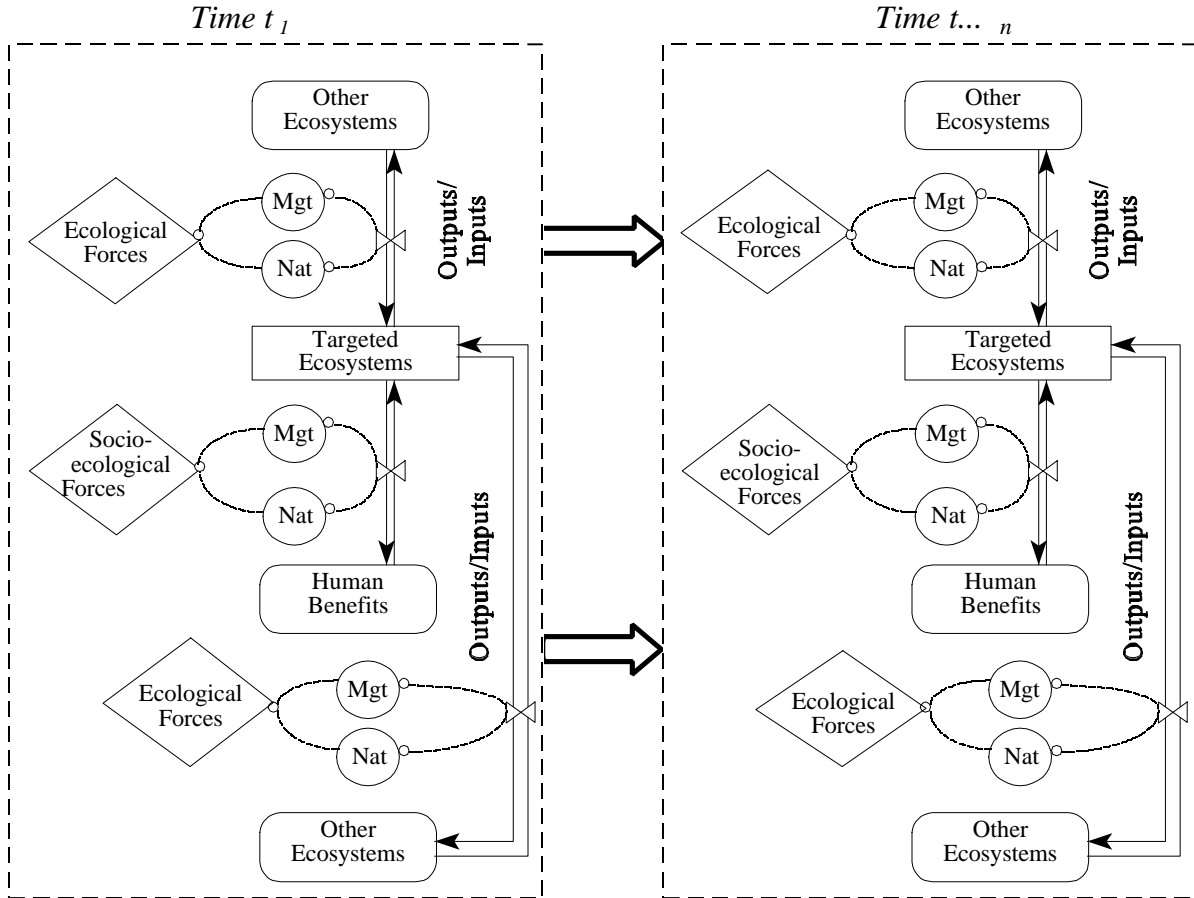 Time t 1
Other
Ecosystems
Mgt
Ecological
Forces
Nat
Outputs/
Inputs
Targeted
Ecosystems
Socio-
ecological
Forces
Mgt
Nat
Outputs/Inputs
Human
Benefits
Ecological
Forces
Mgt
Nat
Other
Ecosystems
Time t... n
Other
Ecosystems
Mgt
Ecological
Forces
Nat
Outputs/
Inputs
Targeted
Ecosystems
Socio-
ecological
Forces
Mgt
Nat
Outputs/Inputs
Human
Benefits
Ecological
Forces
Mgt
Nat
Other
Ecosystems